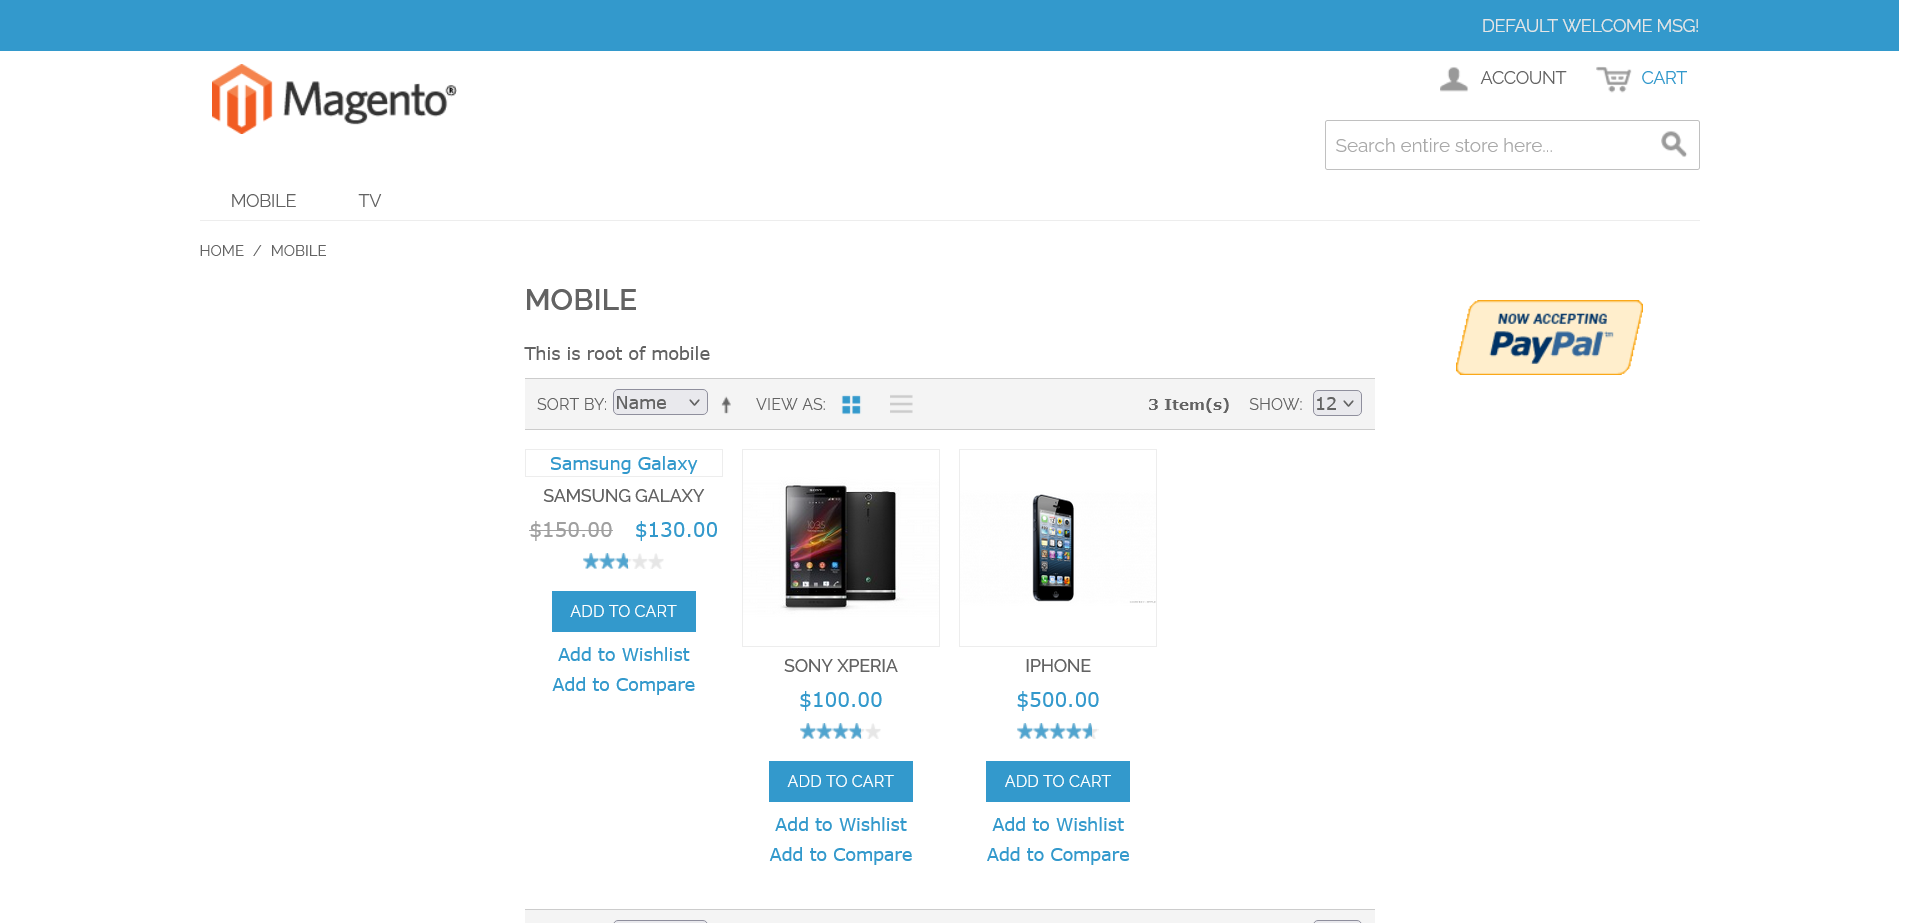 DEFAULT WELCOME MSG!
Magento®
ACCOUNT
CART
Search entire store here...
MOBILE
TV
HOME / MOBILE
MOBILE
NOW ACCEPTING
PayPal™
This is root of mobile
SORT BY: Name
VIEW AS:
3 Item(s)
SHOW: 12
Samsung Galaxy
SAMSUNG GALAXY
$150.00 $130.00
ADD TO CART
Add to Wishlist
Add to Compare
SONY XPERIA
$100.00
ADD TO CART
Add to Wishlist
Add to Compare
IPHONE
$500.00
ADD TO CART
Add to Wishlist
Add to Compare